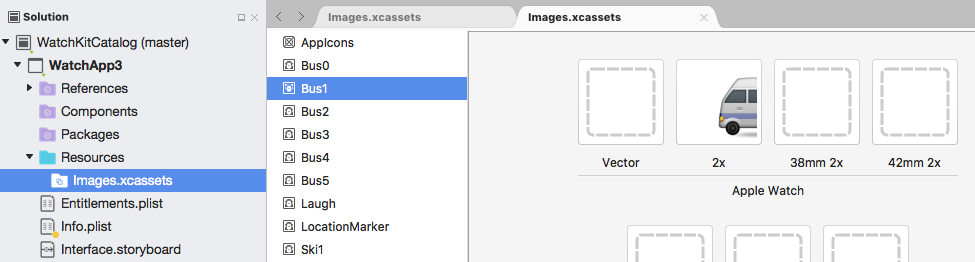 Solution
WatchKitCatalog (master)
WatchApp3
References
Components
Packages
Resources
Images.xcassets
Entitlements.plist
Info.plist
Interface.storyboard
Images.xcassets
Images.xcassets
AppIcons
Bus0
Bus1
Bus2
Bus3
Bus4
Bus5
Laugh
LocationMarker
Ski1
Vector
2x
38mm 2x
42mm 2x
Apple Watch